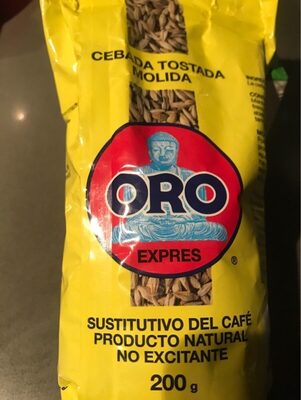 CEBADA TOSTADA
MOLIDA
ORO
EXPRES
®
SUSTITUTIVO DEL CAFÉ
PRODUCTO NATURAL
NO EXCITANTE
200 g